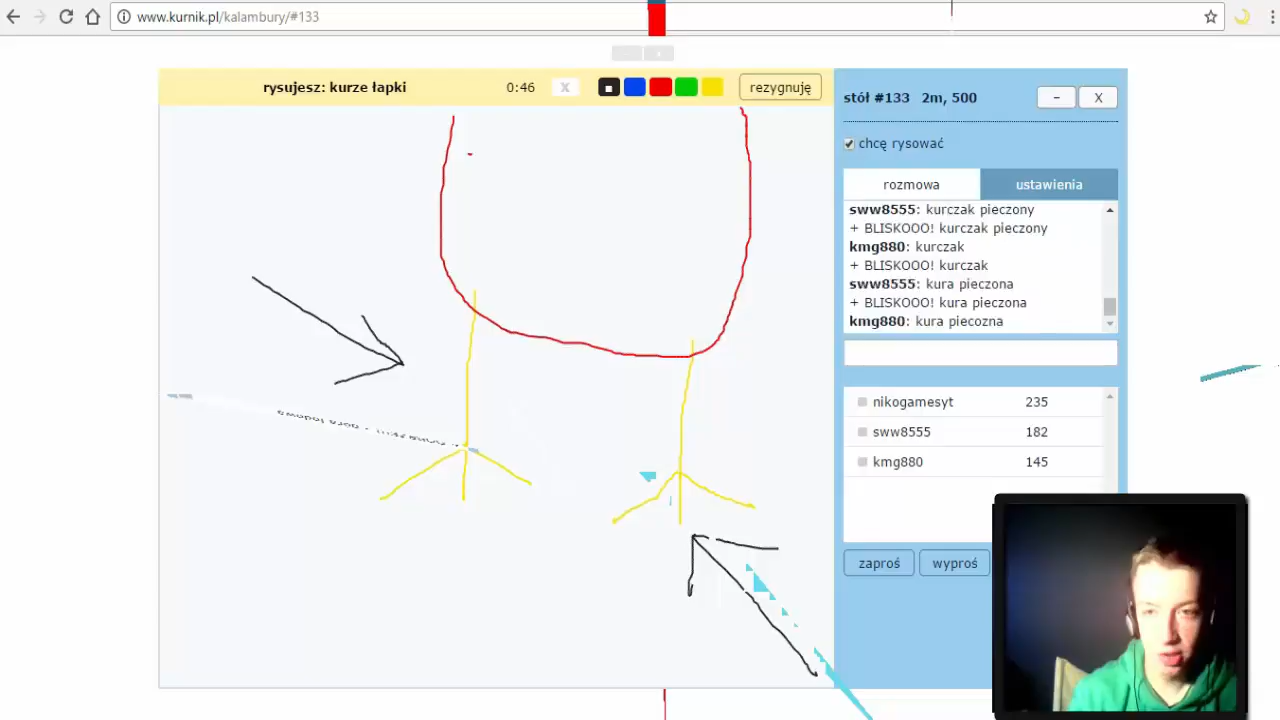 www.kurnik.pl/kalambury/#133
rysujesz: kurze łapki
0:46
X
rezygnuję
stół #133 2m, 500
–
X
chcę rysować
rozmowa
ustawienia
sww8555: kurczak pieczony
+ BLISKOOO! kurczak pieczony
kmg880: kurczak
+ BLISKOOO! kurczak
sww8555: kura pieczona
+ BLISKOOO! kura pieczona
kmg880: kura piecozna
nikogamesyt 235
sww8555 182
kmg880 145
zaproś
wyproś